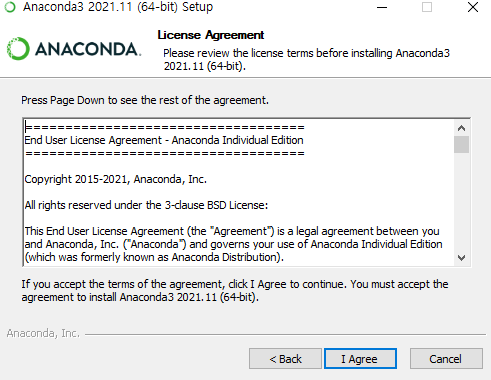 Anaconda3 2021.11 (64-bit) Setup
ANACONDA.
License Agreement
Please review the license terms before installing Anaconda3
2021.11 (64-bit).
Press Page Down to see the rest of the agreement.
===================================
End User License Agreement - Anaconda Individual Edition
===================================
Copyright 2015-2021, Anaconda, Inc.
All rights reserved under the 3-clause BSD License:
This End User License Agreement (the "Agreement") is a legal agreement between you
and Anaconda, Inc. ("Anaconda") and governs your use of Anaconda Individual Edition
(which was formerly known as Anaconda Distribution).
If you accept the terms of the agreement, click I Agree to continue. You must accept the
agreement to install Anaconda3 2021.11 (64-bit).
Anaconda, Inc.
< Back
I Agree
Cancel